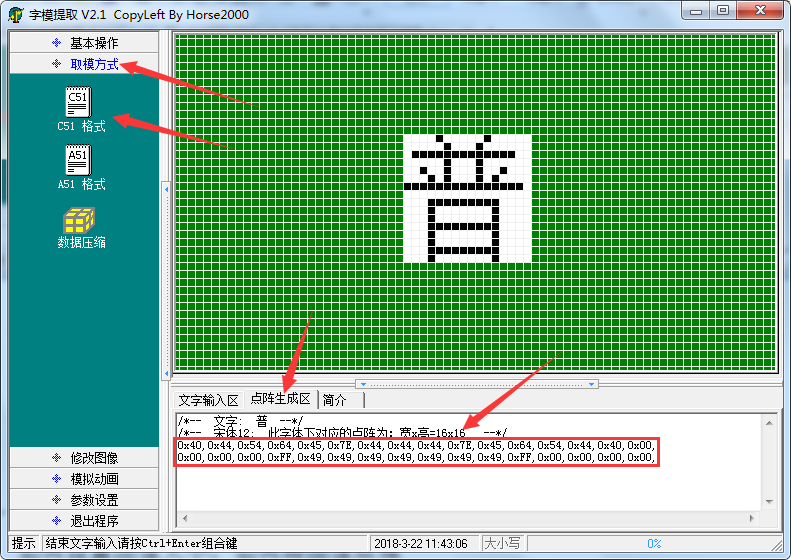 字模提取 V2.1 CopyLeft By Horse2000
基本操作
取模方式
C51
C51 格式
A51
A51 格式
数据压缩
修改图像
模拟动画
参数设置
退出程序
普
文字输入区 点阵生成区 简介
/*-- 文字: 普 --*/
/*-- 宋体12; 此字体下对应的点阵为：宽x高=16x16 --*/
0x40,0x44,0x54,0x64,0x45,0x7E,0x44,0x44,0x44,0x7E,0x45,0x64,0x54,0x44,0x40,0x00,
0x00,0x00,0x00,0xFF,0x49,0x49,0x49,0x49,0x49,0x49,0x49,0xFF,0x00,0x00,0x00,0x00,
提示 结束文字输入请按Ctrl+Enter组合键 2018-3-22 11:43:06 大小写 0%